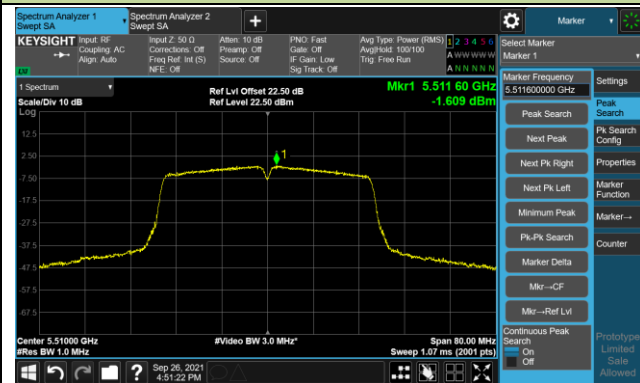 Spectrum Analyzer 1
Swept SA
Spectrum Analyzer 2
Swept SA
+
Marker
KEYSIGHT
Input: RF
Coupling: AC
Align: Auto
Input Z: 50 Ω
Corrections: Off
Freq Ref: Int (S)
NFE: Off
Atten: 10 dB
Preamp: Off
Source: Off
PNO: Fast
Gate: Off
IF Gain: Low
Sig Track: Off
Avg Type: Power (RMS)
Avg|Hold: 100/100
Trig: Free Run
1 2 3 4 5 6
A W W W W W
A N N N N N
LVI
Select Marker
Marker 1
1 Spectrum
Scale/Div 10 dB
Log
Ref Lvl Offset 22.50 dB
Ref Level 22.50 dBm
Mkr1 5.511 60 GHz
-1.609 dBm
12.5
2.50
-7.50
-17.5
-27.5
-37.5
-47.5
-57.5
-67.5
1
Center 5.51000 GHz
#Res BW 1.0 MHz
#Video BW 3.0 MHz*
Span 80.00 MHz
Sweep 1.07 ms (2001 pts)
Marker Frequency
5.511600000 GHz
Peak Search
Next Peak
Next Pk Right
Next Pk Left
Minimum Peak
Pk-Pk Search
Marker Delta
Mkr→CF
Mkr→Ref Lvl
Continuous Peak
Search
On
Off
Settings
Peak
Search
Pk Search
Config
Properties
Marker
Function
Marker→
Counter
Prototype
Limited
Sale
Allowed
?
Sep 26, 2021
4:51:22 PM